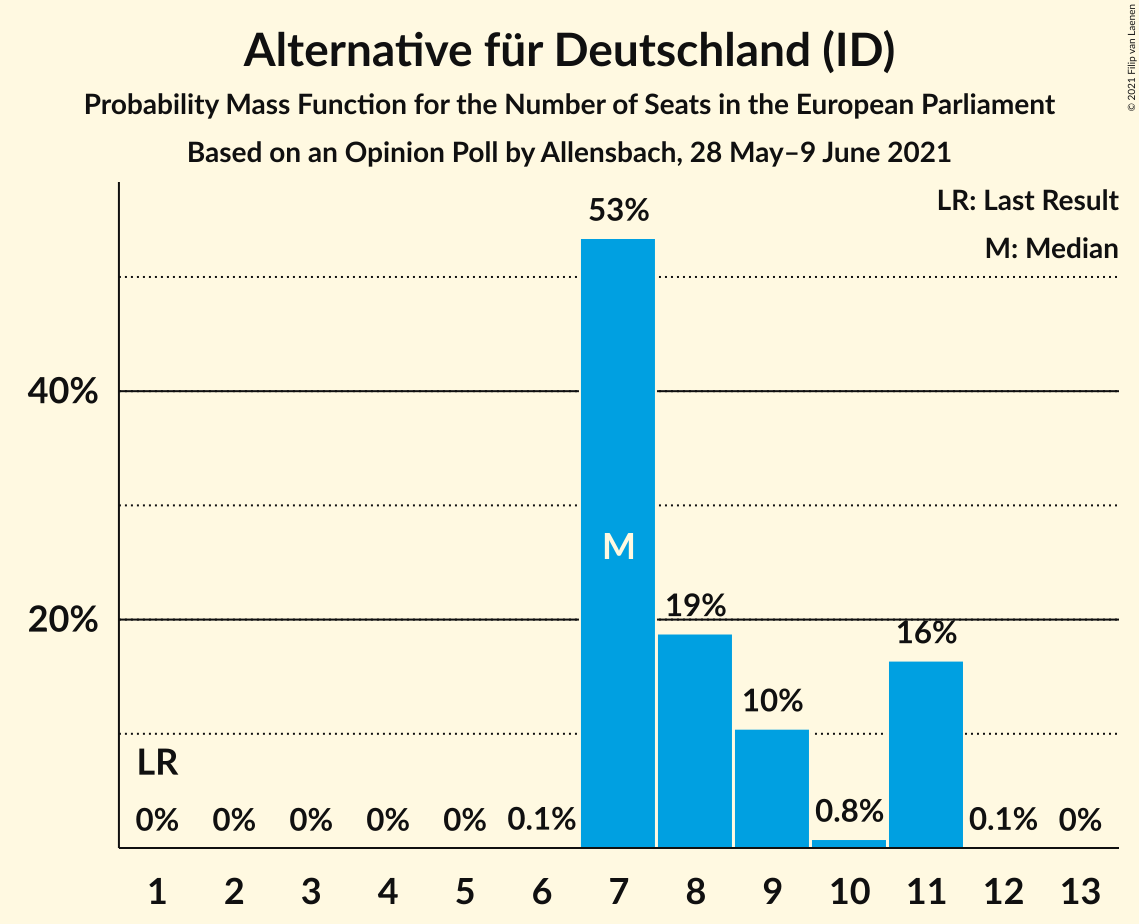 Alternative für Deutschland (ID)
Probability Mass Function for the Number of Seats in the European Parliament
Based on an Opinion Poll by Allensbach, 28 May–9 June 2021
© 2021 Filip van Laenen
LR: Last Result
M: Median
53%
40%
M
20%
19%
16%
10%
LR
0% 0% 0% 0% 0% 0.1% 0.8% 0.1% 0%
1 2 3 4 5 6 7 8 9 10 11 12 13